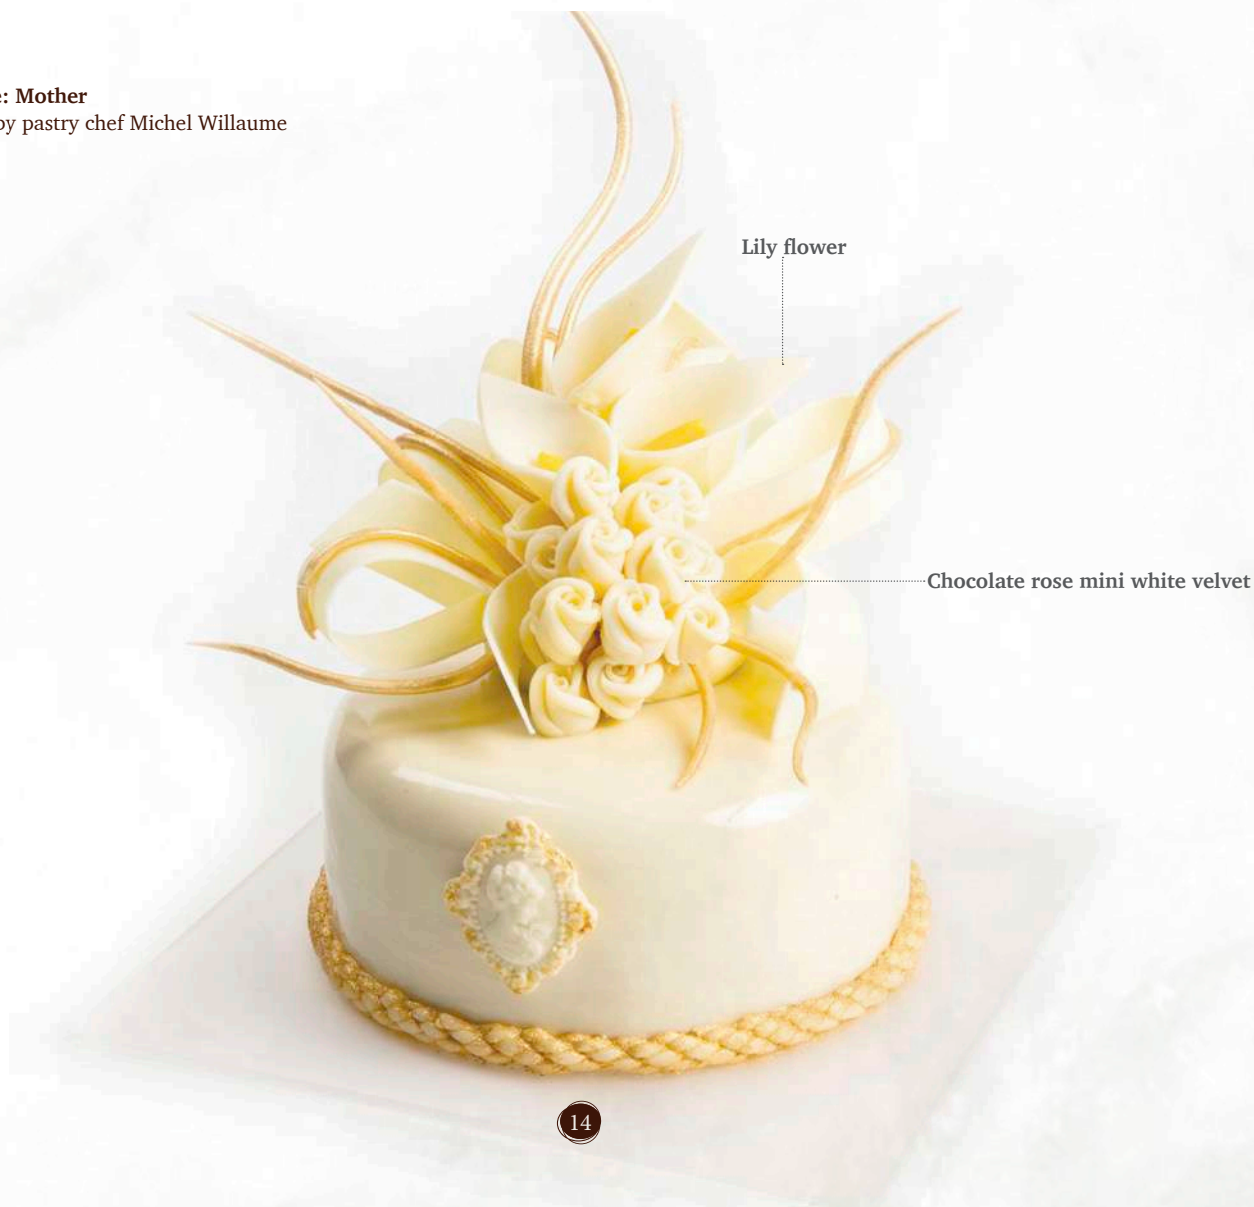 : Mother
by pastry chef Michel Willaume
Lily flower
Chocolate rose mini white velvet
14